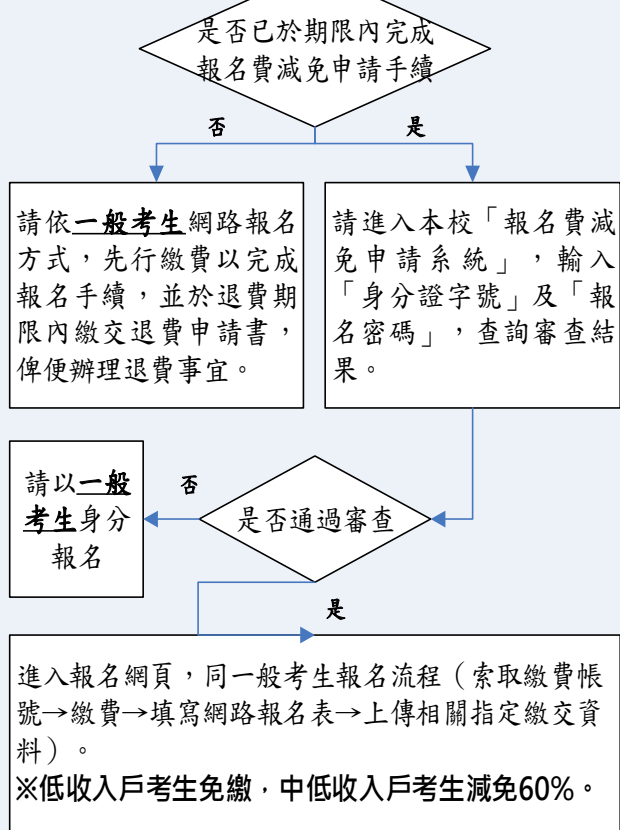 是否已於期限內完成
報名費減免申請手續
否
是
請依一般考生網路報名
方式，先行繳費以完成
報名手續，並於退費期
限內繳交退費申請書，
俾便辦理退費事宜。
請進入本校「報名費減
免申請系統」，輸入
「身分證字號」及「報
名密碼」，查詢審查結
果。
是否通過審查
否
請以一般
考生身分
報名
是
進入報名網頁，同一般考生報名流程（索取繳費帳
號→繳費→填寫網路報名表→上傳相關指定繳交資
料）。
※低收入戶考生免繳，中低收入戶考生減免60%。